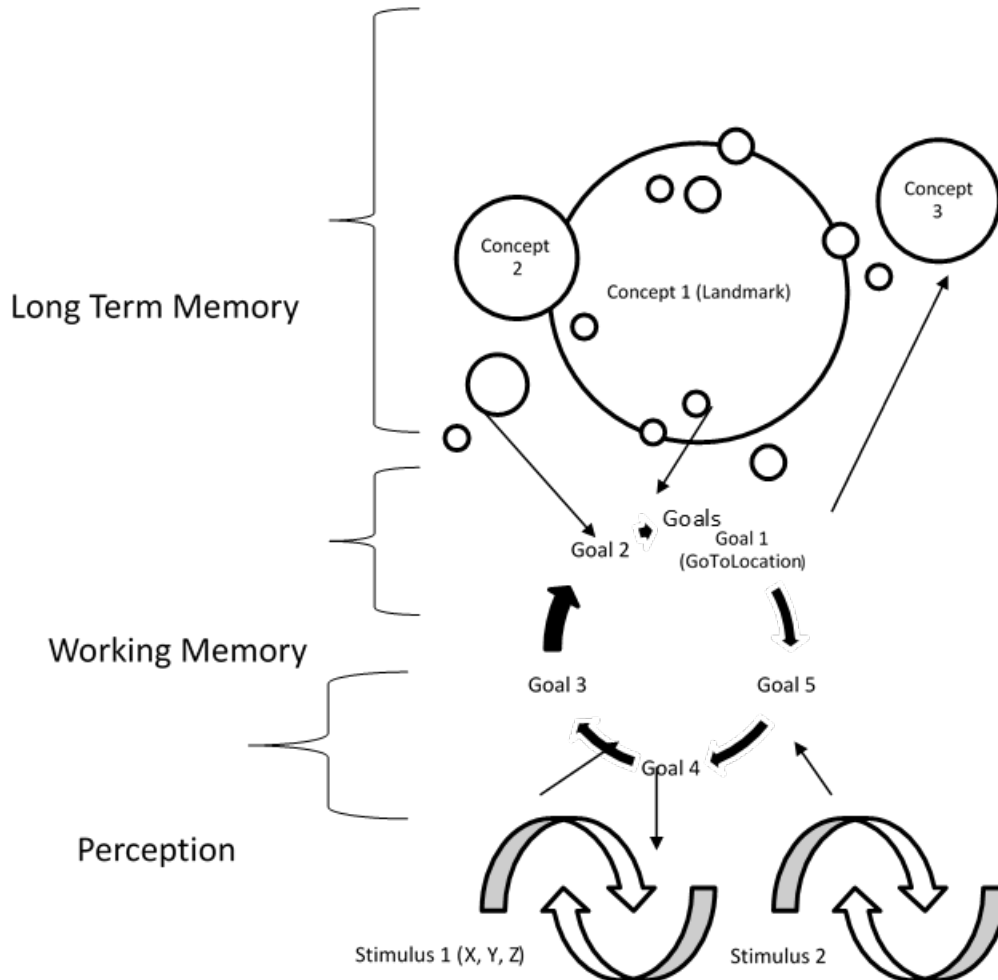 Concept
3
Concept
2
Concept 1 (Landmark)
Long Term Memory
Goals
Goal 1
(GoToLocation)
Goal 2
Working Memory
Goal 3
Goal 5
Goal 4
Perception
Stimulus 1 (X, Y, Z)
Stimulus 2